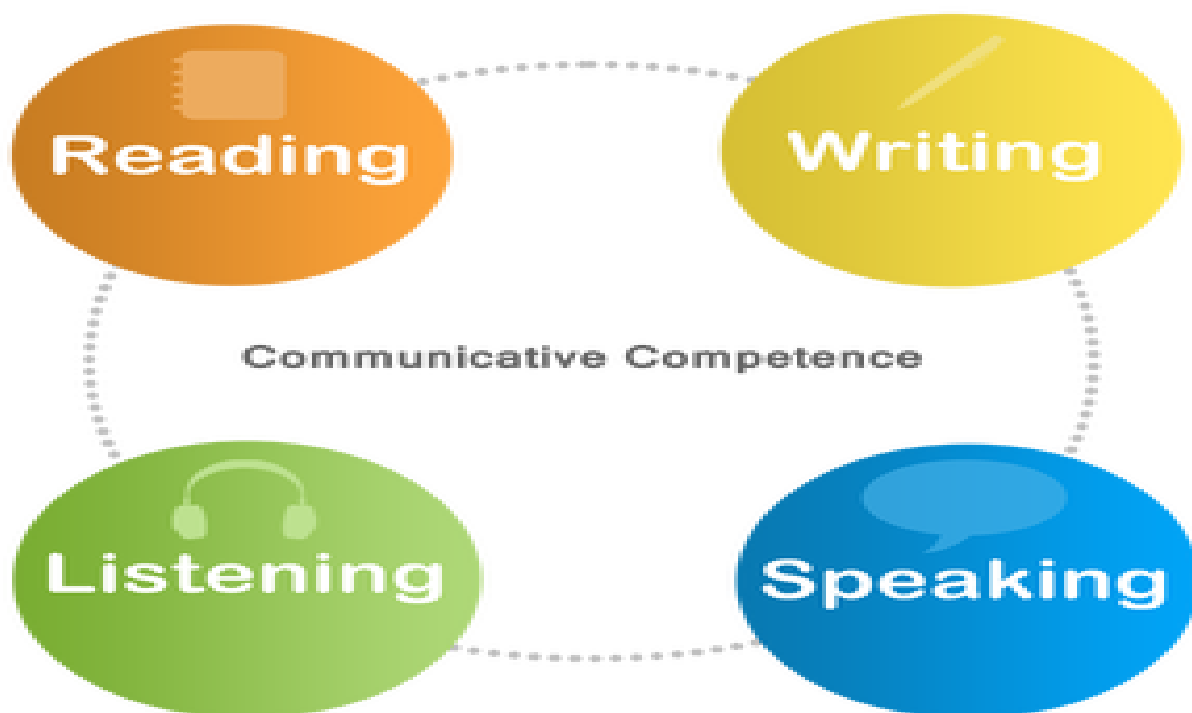 Reading
Writing
Communicative Competence
Listening
Speaking